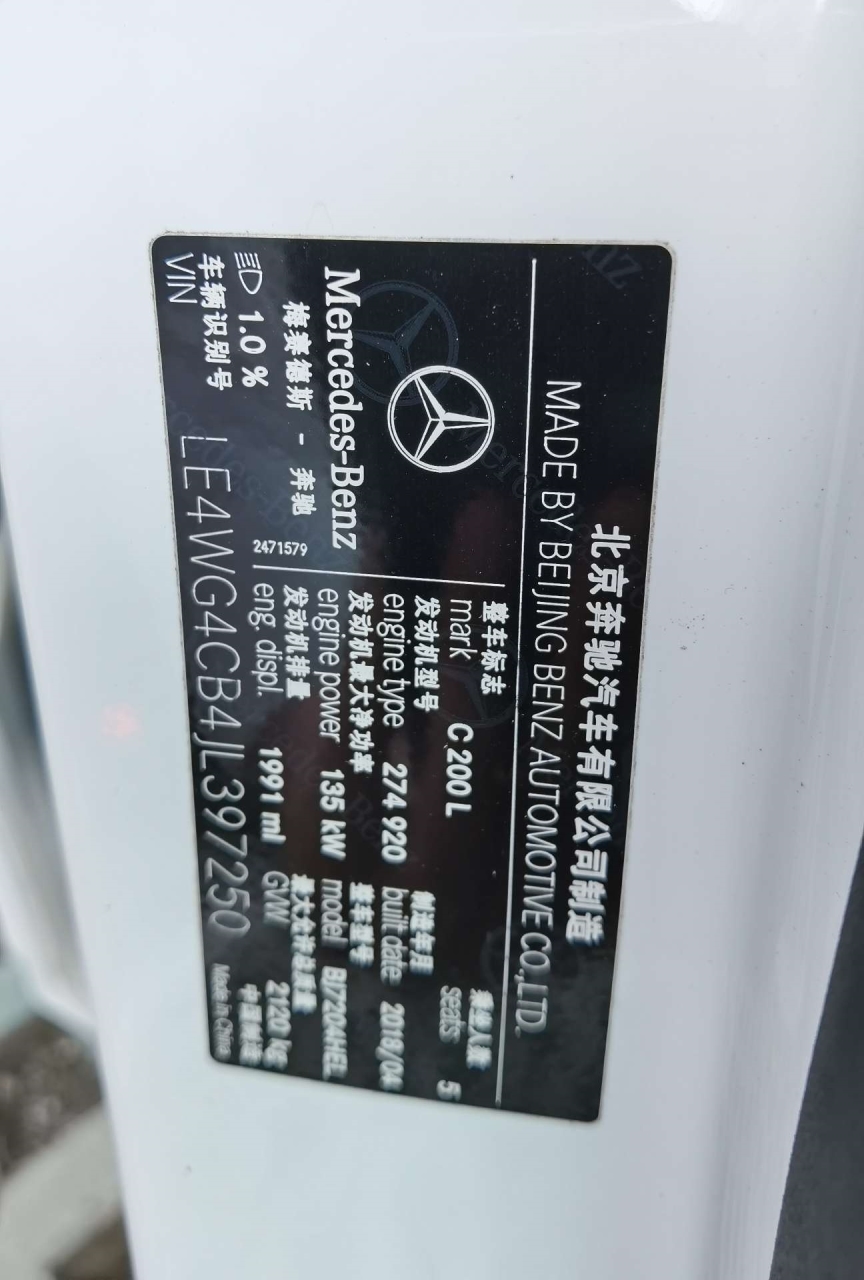 北京奔驰汽车有限公司制造
MADE BY BEIJING BENZ AUTOMOTIVE CO.,LTD.
Mercedes-Benz
梅赛德斯 - 奔驰
1.0 %
2471579
整车标志
mark C 200 L
乘坐人数
seats 5
发动机型号
engine type 274 920
制造年月
built date 2018/04
发动机最大净功率
engine power 135 kW
整车型号
model BJ7204HEL
发动机排量
eng. displ. 1991 ml
最大允许总质量
GVW 2120 kg
车辆识别号
VIN LE4WG4CB4JL397250
中国制造
Made in China